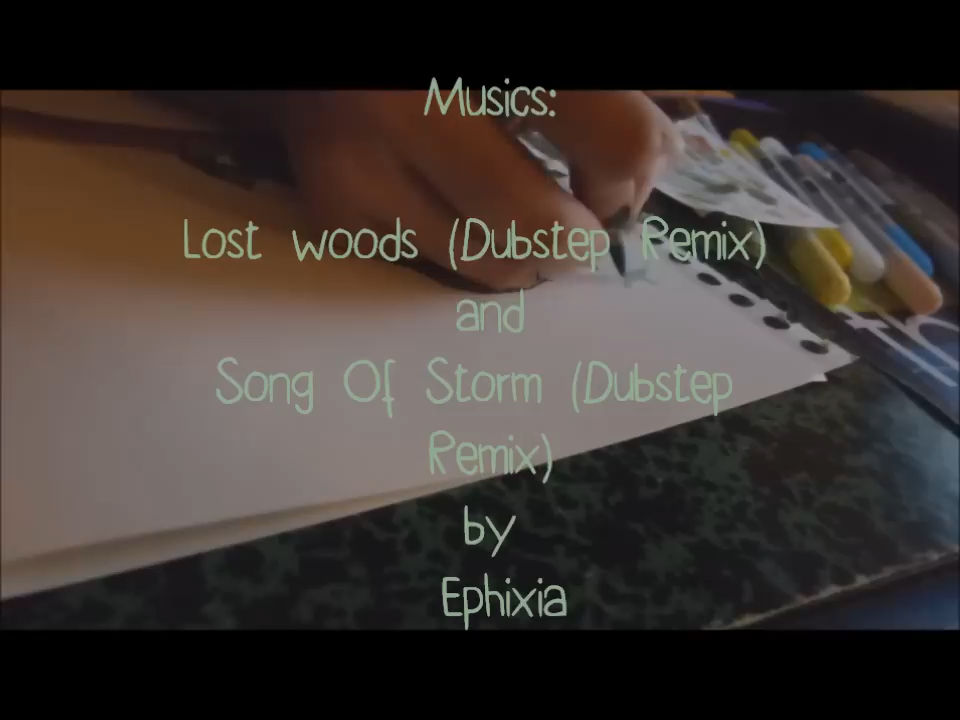 Musics:
Lost woods (Dubstep Remix)
and
Song Of Storm (Dubstep
Remix)
by
Ephixia